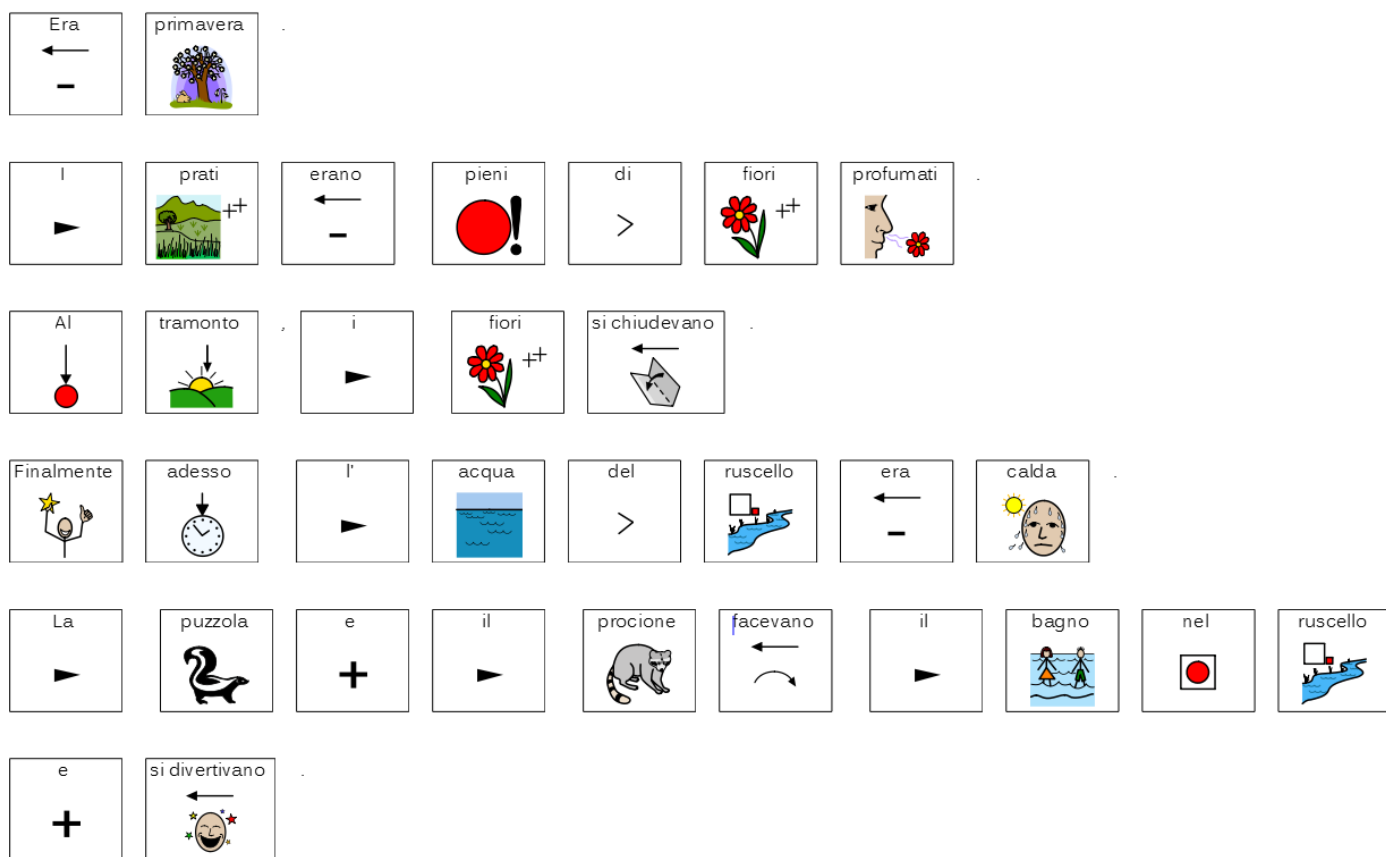 Era primavera .
I prati erano pieni di fiori profumati .
Al tramonto , i fiori si chiudevano .
Finalmente adesso l' acqua del ruscello era calda .
La puzzola e il procione facevano il bagno nel ruscello
e si divertivano .